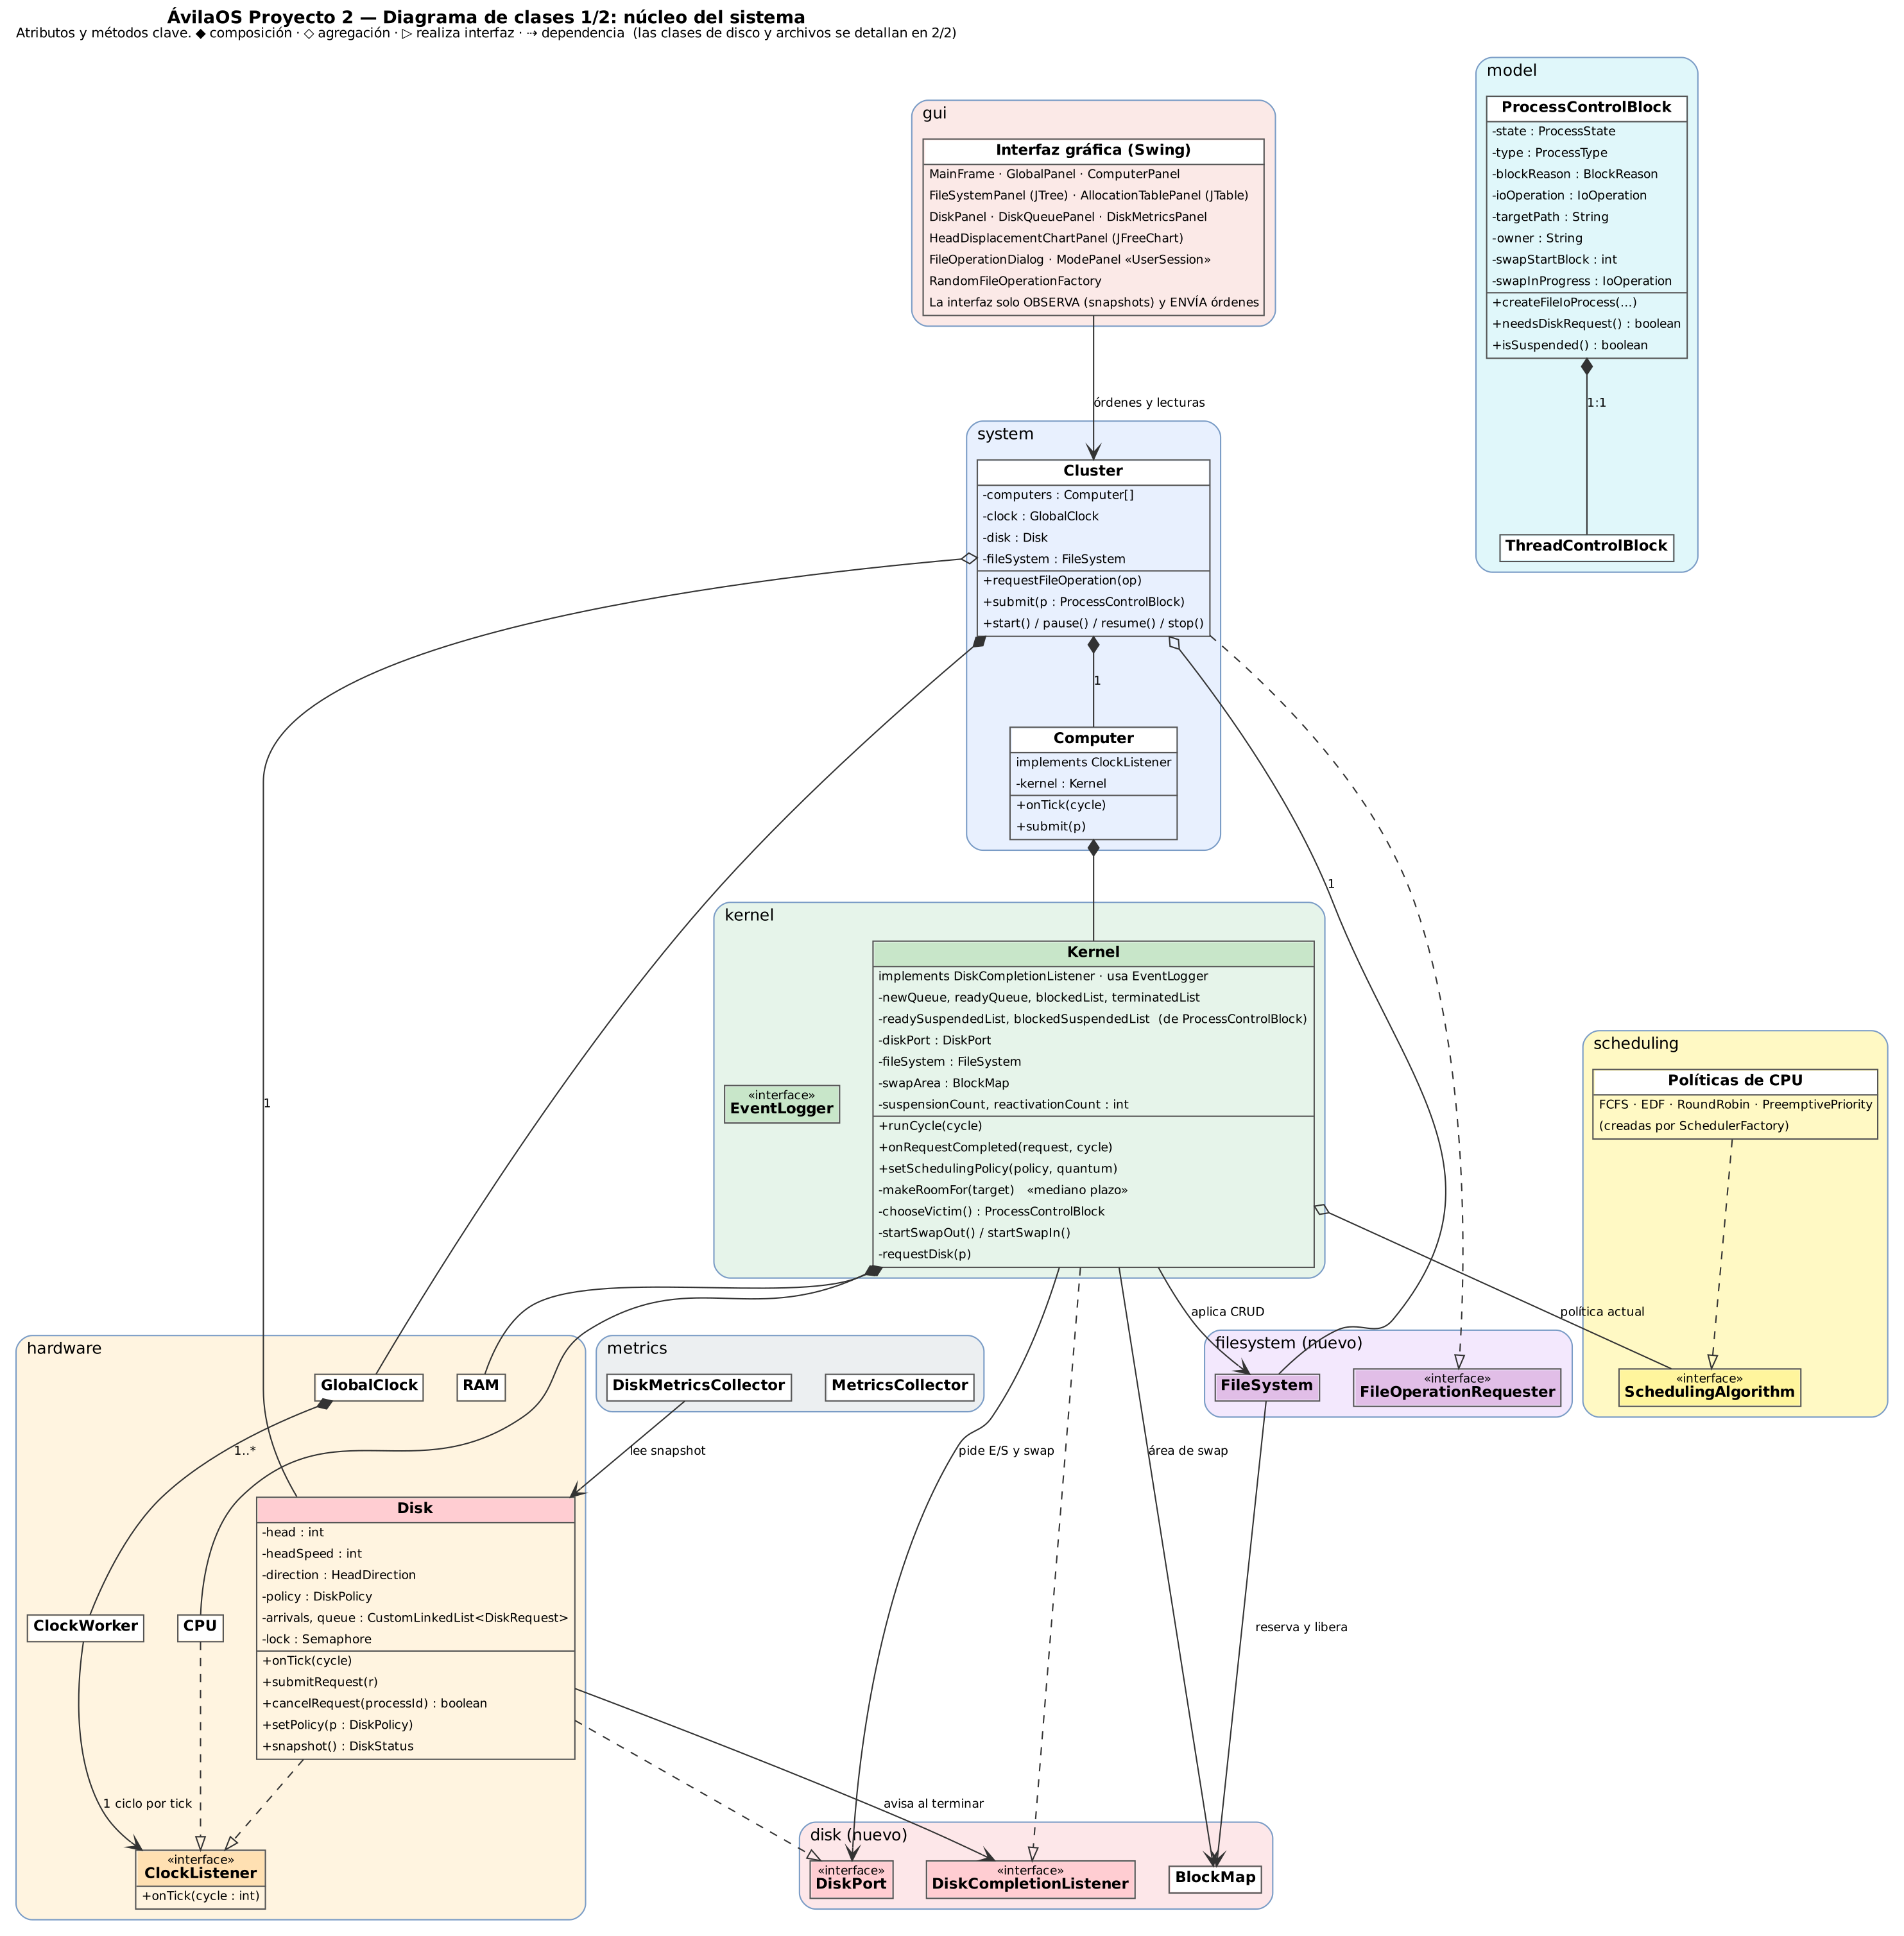 ÁvilaOS Proyecto 2 — Diagrama de clases 1/2: núcleo del sistema
Atributos y métodos clave. ◆ composición · ◇ agregación · ▷ realiza interfaz · ⇢ dependencia  (las clases de disco y archivos se detallan en 2/2)
model
ProcessControlBlock
-state : ProcessState
-type : ProcessType
-blockReason : BlockReason
-ioOperation : IoOperation
-targetPath : String
-owner : String
-swapStartBlock : int
-swapInProgress : IoOperation
+createFileIoProcess(...)
+needsDiskRequest() : boolean
+isSuspended() : boolean
1:1
ThreadControlBlock
gui
Interfaz gráfica (Swing)
MainFrame · GlobalPanel · ComputerPanel
FileSystemPanel (JTree) · AllocationTablePanel (JTable)
DiskPanel · DiskQueuePanel · DiskMetricsPanel
HeadDisplacementChartPanel (JFreeChart)
FileOperationDialog · ModePanel «UserSession»
RandomFileOperationFactory
La interfaz solo OBSERVA (snapshots) y ENVÍA órdenes
órdenes y lecturas
system
Cluster
-computers : Computer[]
-clock : GlobalClock
-disk : Disk
-fileSystem : FileSystem
+requestFileOperation(op)
+submit(p : ProcessControlBlock)
+start() / pause() / resume() / stop()
1
Computer
implements ClockListener
-kernel : Kernel
+onTick(cycle)
+submit(p)
1
kernel
Kernel
implements DiskCompletionListener · usa EventLogger
-newQueue, readyQueue, blockedList, terminatedList
-readySuspendedList, blockedSuspendedList  (de ProcessControlBlock)
-diskPort : DiskPort
-fileSystem : FileSystem
-swapArea : BlockMap
-suspensionCount, reactivationCount : int
+runCycle(cycle)
+onRequestCompleted(request, cycle)
+setSchedulingPolicy(policy, quantum)
-makeRoomFor(target)   «mediano plazo»
-chooseVictim() : ProcessControlBlock
-startSwapOut() / startSwapIn()
-requestDisk(p)
«interface»
EventLogger
1
scheduling
Políticas de CPU
FCFS · EDF · RoundRobin · PreemptivePriority
(creadas por SchedulerFactory)
política actual
«interface»
SchedulingAlgorithm
aplica CRUD
filesystem (nuevo)
FileSystem
«interface»
FileOperationRequester
metrics
DiskMetricsCollector
MetricsCollector
lee snapshot
pide E/S y swap
área de swap
reserva y libera
hardware
GlobalClock
RAM
1..*
Disk
-head : int
-headSpeed : int
-direction : HeadDirection
-policy : DiskPolicy
-arrivals, queue : CustomLinkedList<DiskRequest>
-lock : Semaphore
+onTick(cycle)
+submitRequest(r)
+cancelRequest(processId) : boolean
+setPolicy(p : DiskPolicy)
+snapshot() : DiskStatus
ClockWorker
CPU
1 ciclo por tick
avisa al terminar
«interface»
ClockListener
+onTick(cycle : int)
disk (nuevo)
«interface»
DiskPort
«interface»
DiskCompletionListener
BlockMap